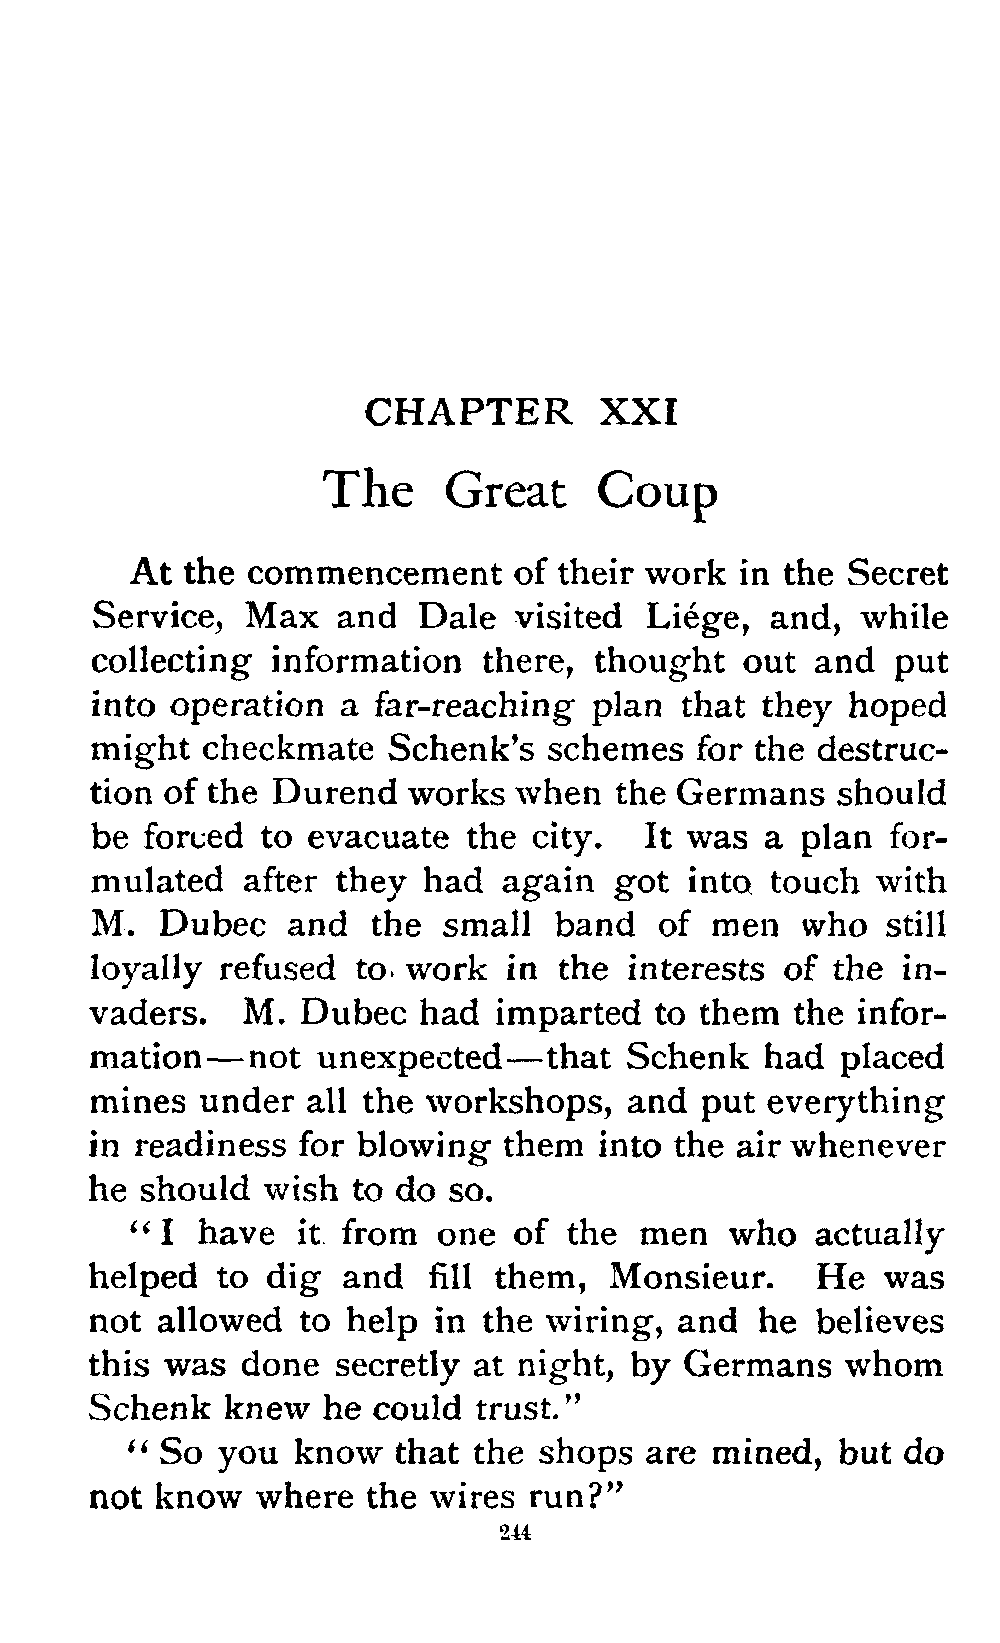 CHAPTER XXI
The Great Coup
At the commencement of their work in the Secret
Service, Max and Dale visited Liége, and, while
collecting information there, thought out and put
into operation a far-reaching plan that they hoped
might checkmate Schenk's schemes for the destruc-
tion of the Durend works when the Germans should
be forced to evacuate the city. It was a plan for-
mulated after they had again got into touch with
M. Dubec and the small band of men who still
loyally refused to work in the interests of the in-
vaders. M. Dubec had imparted to them the infor-
mation—not unexpected—that Schenk had placed
mines under all the workshops, and put everything
in readiness for blowing them into the air whenever
he should wish to do so.
"I have it from one of the men who actually
helped to dig and fill them, Monsieur. He was
not allowed to help in the wiring, and he believes
this was done secretly at night, by Germans whom
Schenk knew he could trust."
"So you know that the shops are mined, but do
not know where the wires run?"
244